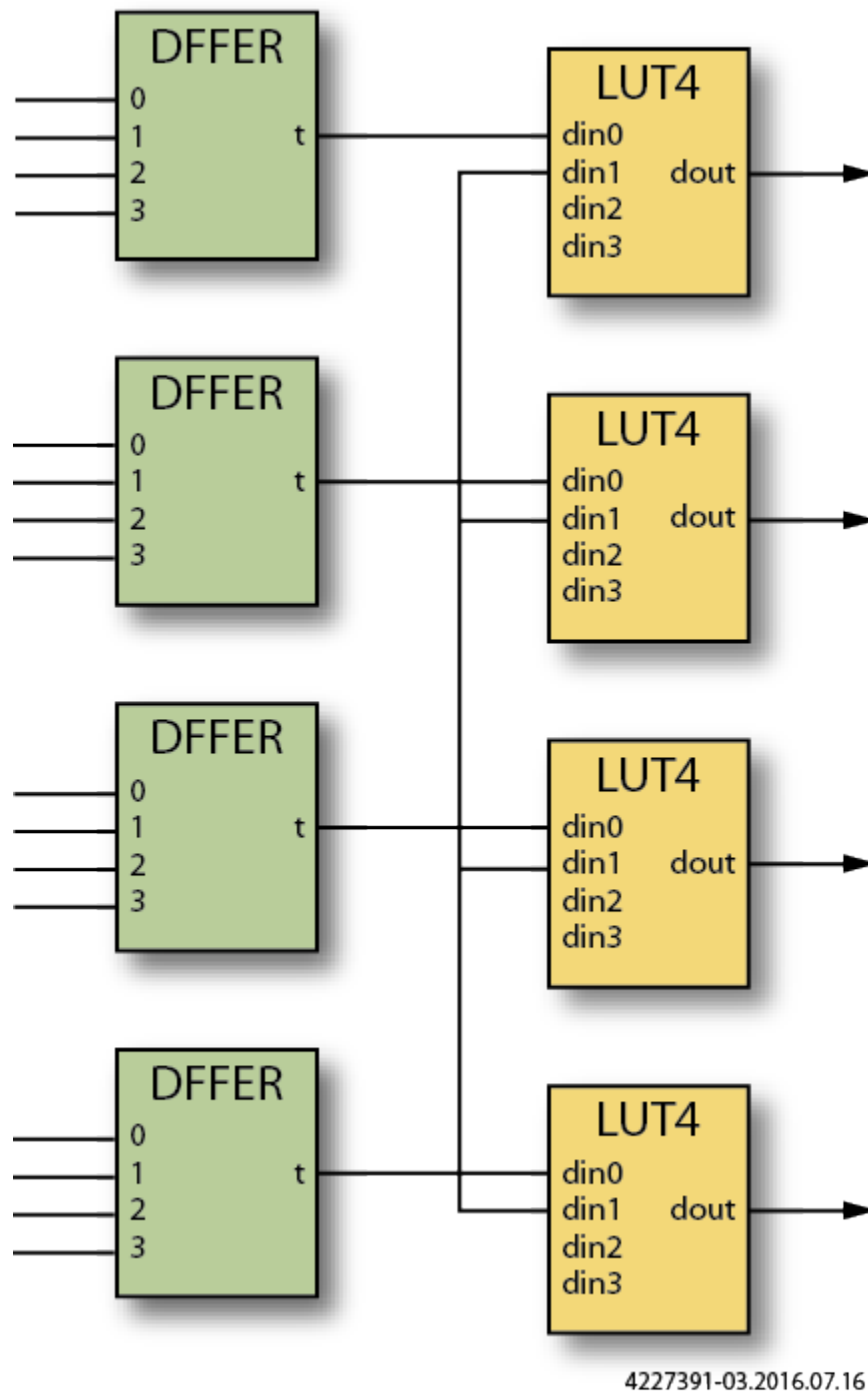 DFFER
0
1
2
3
t
LUT4
din0
din1
din2
din3
dout
DFFER
0
1
2
3
t
LUT4
din0
din1
din2
din3
dout
DFFER
0
1
2
3
t
LUT4
din0
din1
din2
din3
dout
DFFER
0
1
2
3
t
LUT4
din0
din1
din2
din3
dout
4227391-03.2016.07.16